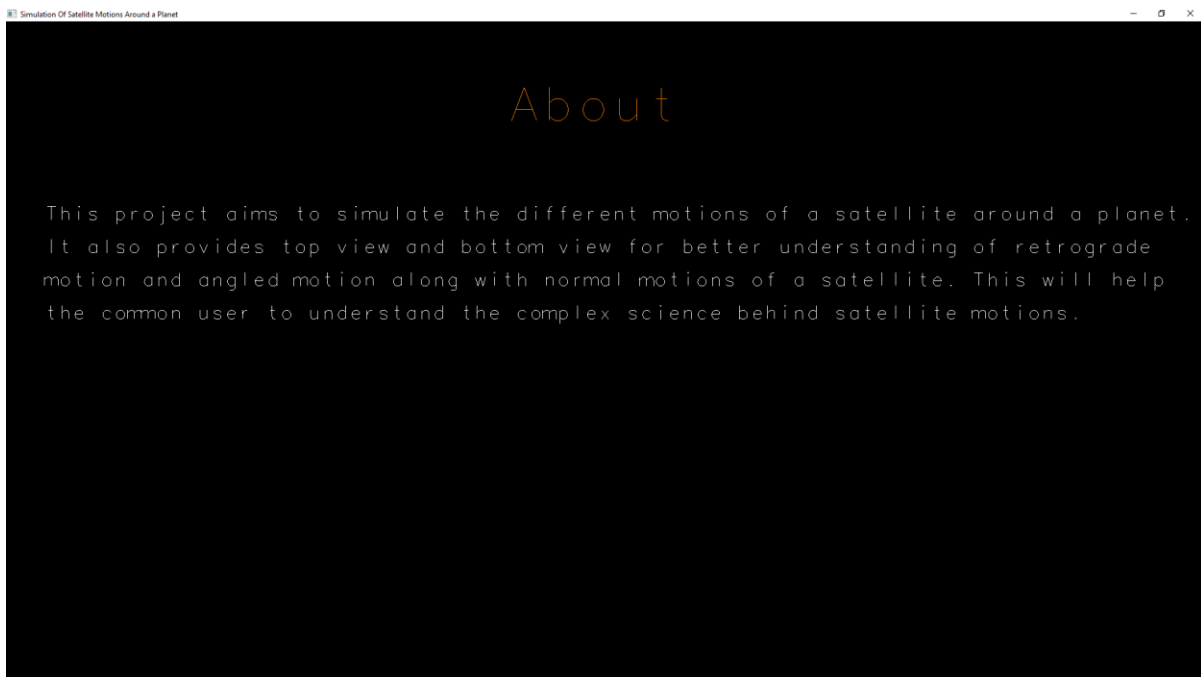 Simulation Of Satellite Motions Around a Planet
About
This project aims to simulate the different motions of a satellite around a planet.
It also provides top view and bottom view for better understanding of retrograde
motion and angled motion along with normal motions of a satellite. This will help
the common user to understand the complex science behind satellite motions.